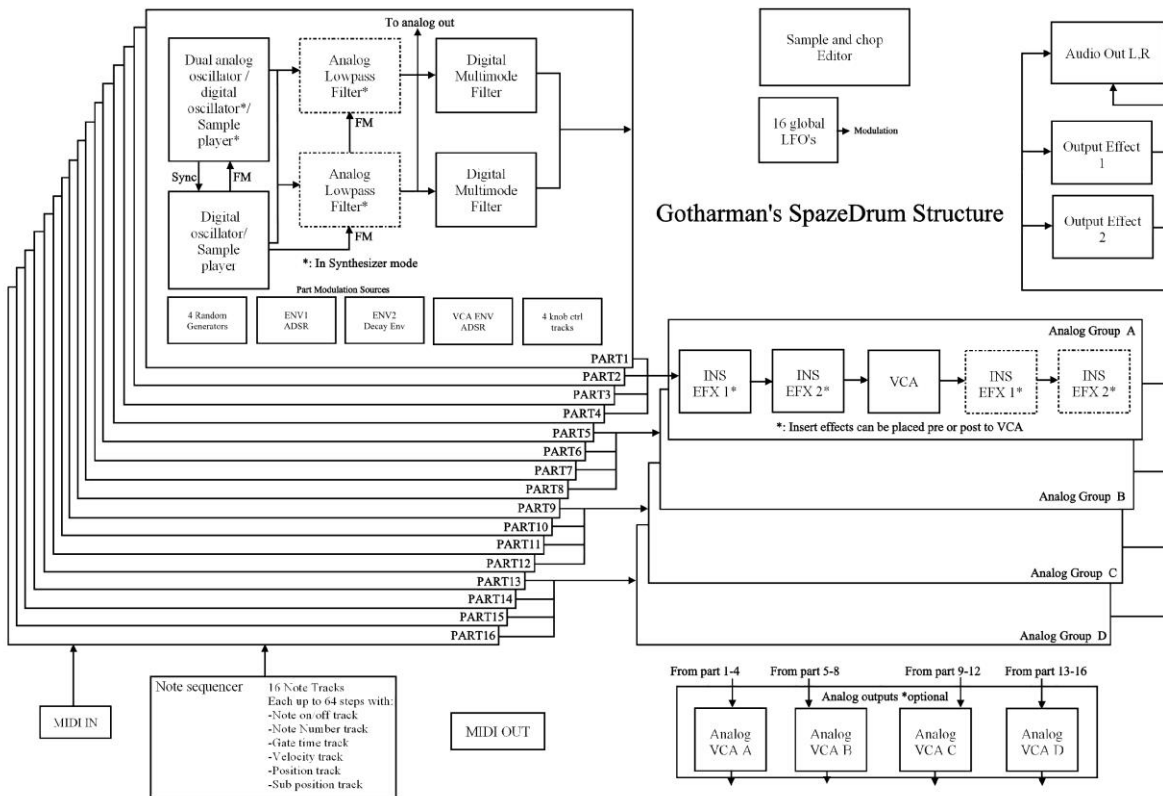 To analog out
Dual analog
oscillator /
digital
oscillator*/
Sample
player*
Analog
Lowpass
Filter*
Digital
Multimode
Filter
FM
Sync
FM
Analog
Lowpass
Filter*
Digital
Multimode
Filter
Digital
oscillator/
Sample
player
FM
*: In Synthesizer mode
Part Modulation Sources
4 Random
Generators
ENV1
ADSR
ENV2
Decay Env
VCA ENV
ADSR
4 knob ctrl
tracks
PART1
PART2
PART3
PART4
PART5
PART6
PART7
PART8
PART9
PART10
PART11
PART12
PART13
PART14
PART15
PART16
Sample and chop
Editor
16 global
LFO's
Modulation
Gotharman's SpazeDrum Structure
Audio Out L,R
Output Effect
1
Output Effect
2
Analog Group A
INS
EFX 1*
INS
EFX 2*
VCA
INS
EFX 1*
INS
EFX 2*
*: Insert effects can be placed pre or post to VCA
Analog Group B
Analog Group C
Analog Group D
MIDI IN
Note sequencer
16 Note Tracks
Each up to 64 steps with:
-Note on/off track
-Note Number track
-Gate time track
-Velocity track
-Position track
-Sub position track
MIDI OUT
From part 1-4
From part 5-8
From part 9-12
From part 13-16
Analog outputs *optional
Analog
VCA A
Analog
VCA B
Analog
VCA C
Analog
VCA D